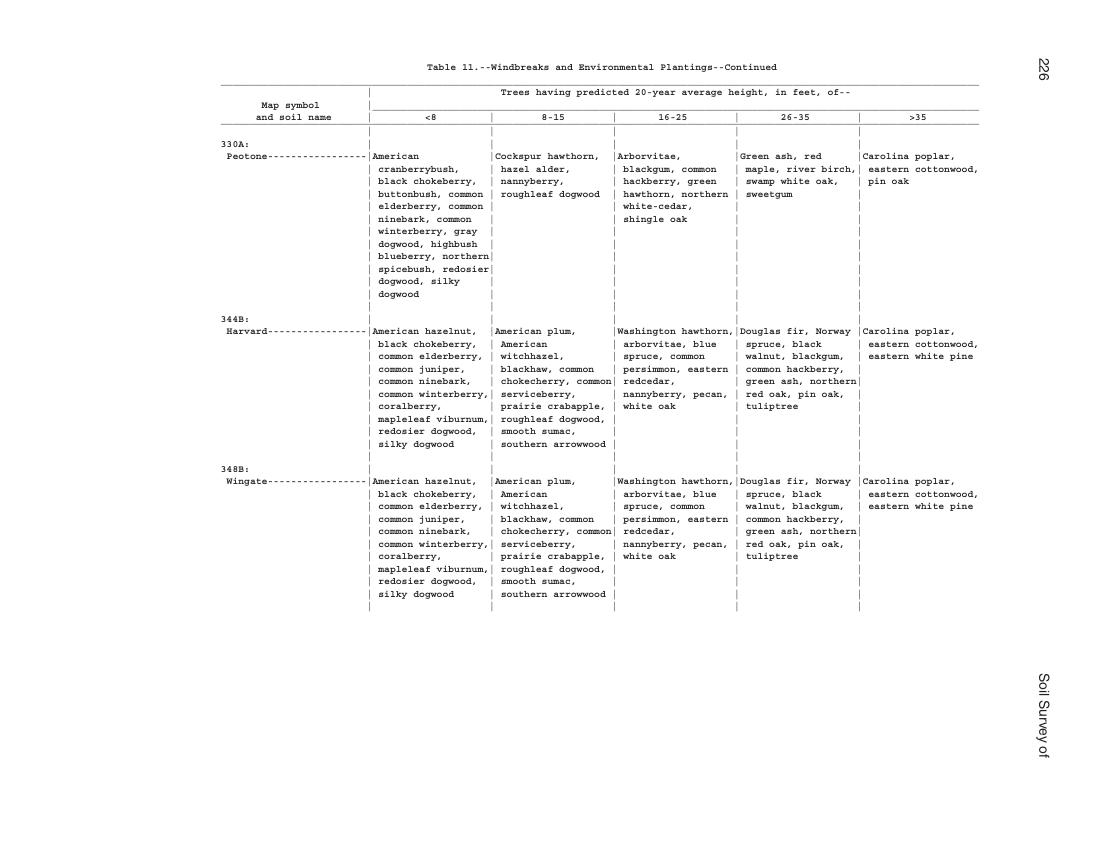 Table 11.--Windbreaks and Environmental Plantings--Continued
Trees having predicted 20-year average height, in feet, of--
Map symbol
and soil name | <8 | 8-15 | 16-25 | 26-35 | >35
330A:
Peotone-----------------|American |Cockspur hawthorn, |Arborvitae, |Green ash, red |Carolina poplar,
cranberrybush, | hazel alder, | blackgum, common | maple, river birch,| eastern cottonwood,
black chokeberry, | nannyberry, | hackberry, green | swamp white oak, | pin oak
buttonbush, common | roughleaf dogwood | hawthorn, northern | sweetgum
elderberry, common | white-cedar,
ninebark, common | shingle oak
winterberry, gray
dogwood, highbush
blueberry, northern
spicebush, redosier
dogwood, silky
dogwood
344B:
Harvard-----------------|American hazelnut, |American plum, |Washington hawthorn,|Douglas fir, Norway |Carolina poplar,
black chokeberry, | American | arborvitae, blue | spruce, black | eastern cottonwood,
common elderberry, | witchhazel, | spruce, common | walnut, blackgum, | eastern white pine
common juniper, | blackhaw, common | persimmon, eastern | common hackberry,
common ninebark, | chokecherry, common| redcedar, | green ash, northern
common winterberry,| serviceberry, | nannyberry, pecan, | red oak, pin oak,
coralberry, | prairie crabapple, | white oak | tuliptree
mapleleaf viburnum,| roughleaf dogwood,
redosier dogwood, | smooth sumac,
silky dogwood | southern arrowwood
348B:
Wingate-----------------|American hazelnut, |American plum, |Washington hawthorn,|Douglas fir, Norway |Carolina poplar,
black chokeberry, | American | arborvitae, blue | spruce, black | eastern cottonwood,
common elderberry, | witchhazel, | spruce, common | walnut, blackgum, | eastern white pine
common juniper, | blackhaw, common | persimmon, eastern | common hackberry,
common ninebark, | chokecherry, common| redcedar, | green ash, northern
common winterberry,| serviceberry, | nannyberry, pecan, | red oak, pin oak,
coralberry, | prairie crabapple, | white oak | tuliptree
mapleleaf viburnum,| roughleaf dogwood,
redosier dogwood, | smooth sumac,
silky dogwood | southern arrowwood
226
Soil Survey of